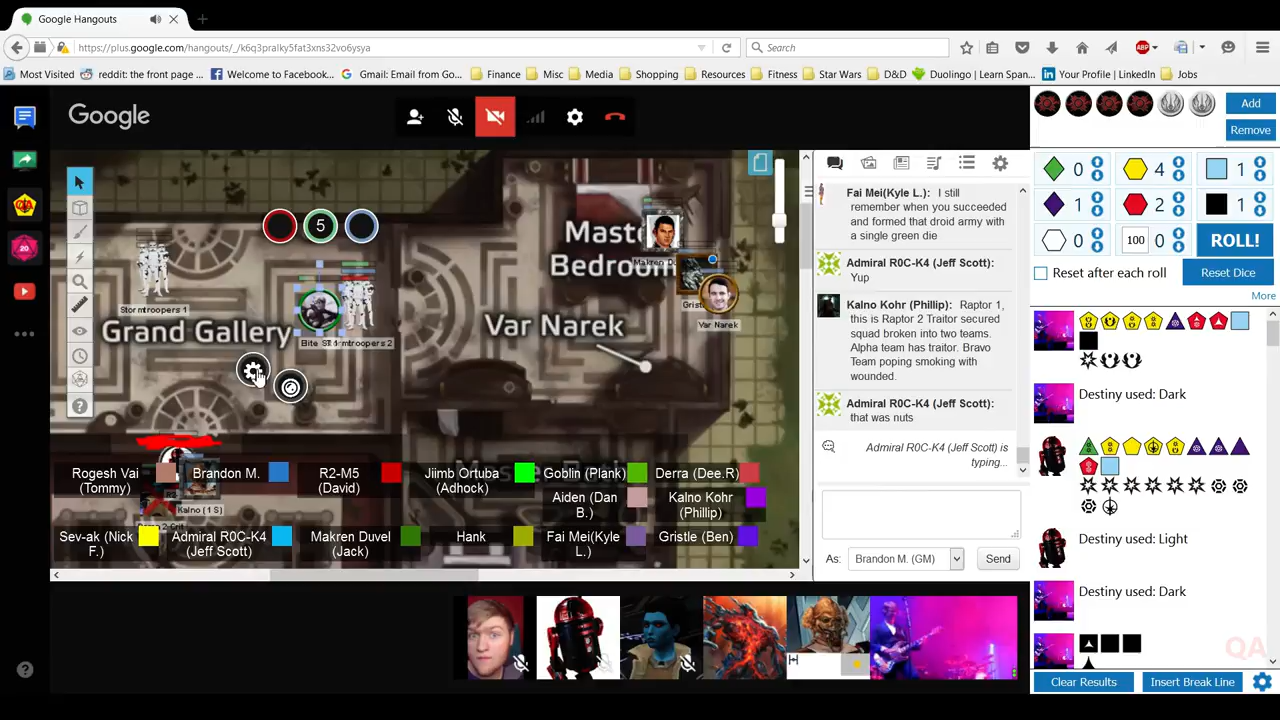 Google Hangouts
https://plus.google.com/hangouts/_/k6q3pralky5fat3xns32vo6ysya
Search
Most Visited
reddit: the front page ...
Welcome to Facebook...
Gmail: Email from Go...
Finance
Misc
Media
Shopping
Resources
Fitness
Star Wars
D&D
Duolingo | Learn Span...
Your Profile | LinkedIn
Jobs
ABP
Google
Add
Remove
0
4
1
1
2
1
0
100
0
ROLL!
Reset after each roll
Reset Dice
More
Fai Mei(Kyle L.): I still
remember when you succeeded
and formed that droid army with
a single green die
Admiral R0C-K4 (Jeff Scott):
Yup
Kalno Kohr (Phillip): Raptor 1,
this is Raptor 2 Traitor secured
squad broken into two teams.
Alpha team has traitor. Bravo
Team poping smoking with
wounded.
Admiral R0C-K4 (Jeff Scott):
that was nuts
Admiral R0C-K4 (Jeff Scott) is
typing...
As:
Brandon M. (GM)
Send
5
20
Stormtroopers 1
Grand Gallery
Bedroom
Var Narek
Var Narek
Kalno (1 S)
Rogesh Vai
(Tommy)
Brandon M.
R2-M5
(David)
Jiimb Ortuba
(Adhock)
Goblin (Plank)
Derra (Dee.R)
Aiden (Dan
B.)
Kalno Kohr
(Phillip)
Sev-ak (Nick
F.)
Admiral R0C-K4
(Jeff Scott)
Makren Duvel
(Jack)
Hank
Fai Mei(Kyle
L.)
Gristle (Ben)
Destiny used: Dark
Destiny used: Light
Destiny used: Dark
QA
Clear Results
Insert Break Line